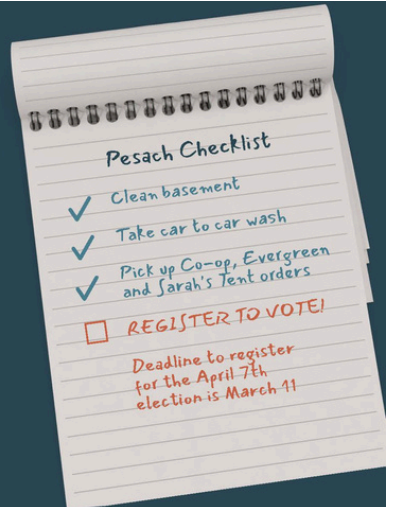 Pesach Checklist
Clean basement
Take car to car wash
Pick up Co-op, Evergreen
and Sarah's Tent orders
REGISTER TO VOTE!
Deadline to register
for the April 7th
election is March 11